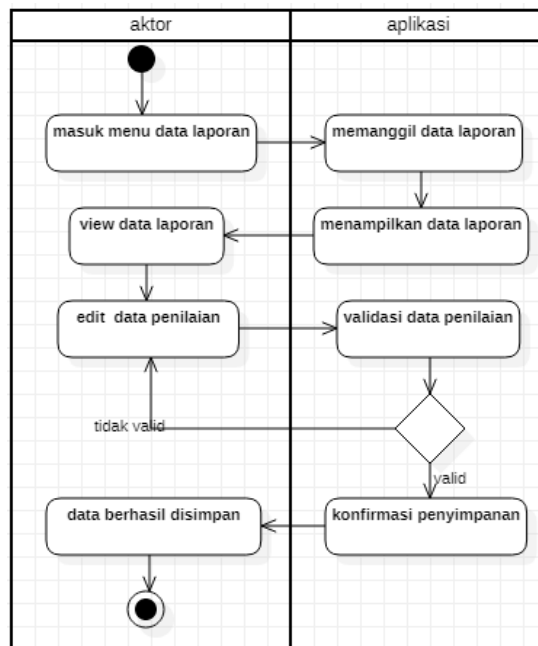 aktor
aplikasi
masuk menu data laporan
memanggil data laporan
view data laporan
menampilkan data laporan
edit data penilaian
validasi data penilaian
tidak valid
valid
data berhasil disimpan
konfirmasi penyimpanan